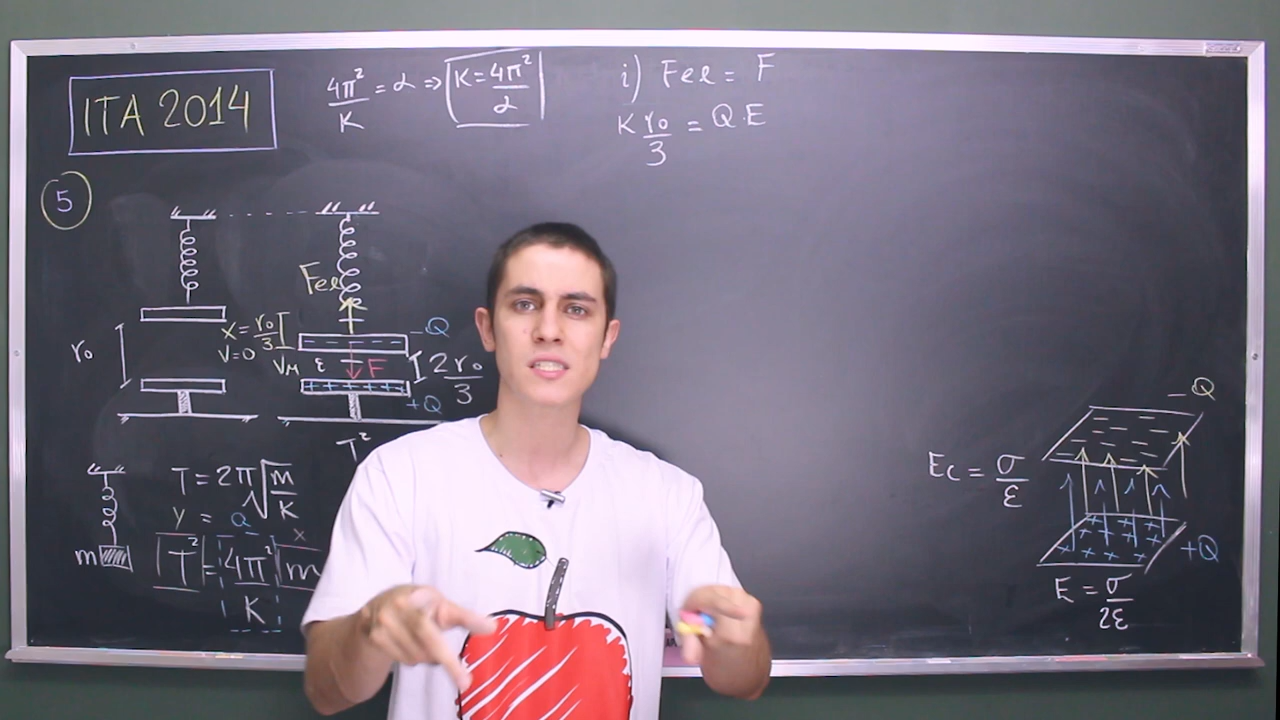 ITA 2014
4π²/K = α ⇒ K = 4π²/α
i) Fel = F
K r₀/3 = Q.E
5
Fel
r₀
X = r₀/3
V=0
VM
ε
F
-Q
+Q
2r₀/3
T²
T = 2π√m/K
y = a x
T² = 4π²/K m
m
-Q
Ec = σ/ε
+Q
E = σ/2ε